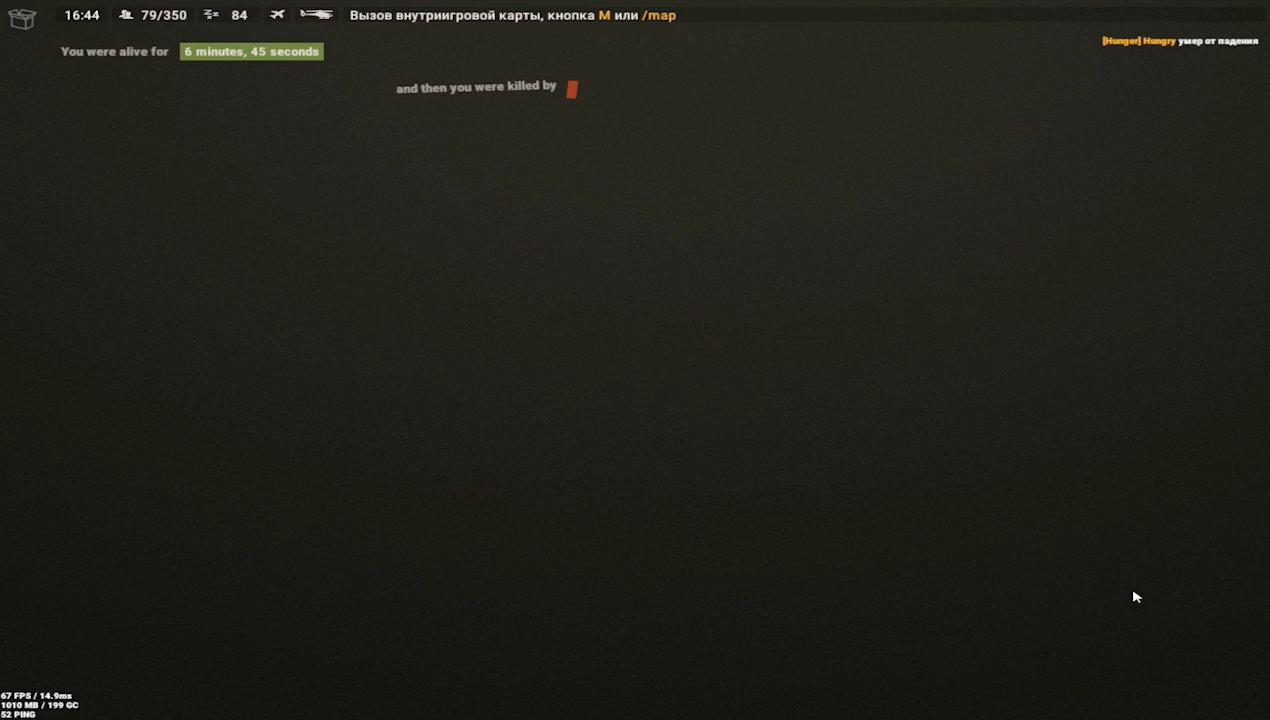 16:44 79/350 84 Вызов внутриигровой карты, кнопка M или /map
[Hunger] Hungry умер от падения
You were alive for 6 minutes, 45 seconds
and then you were killed by
67 FPS / 14.9ms
1010 MB / 199 GC
52 PING